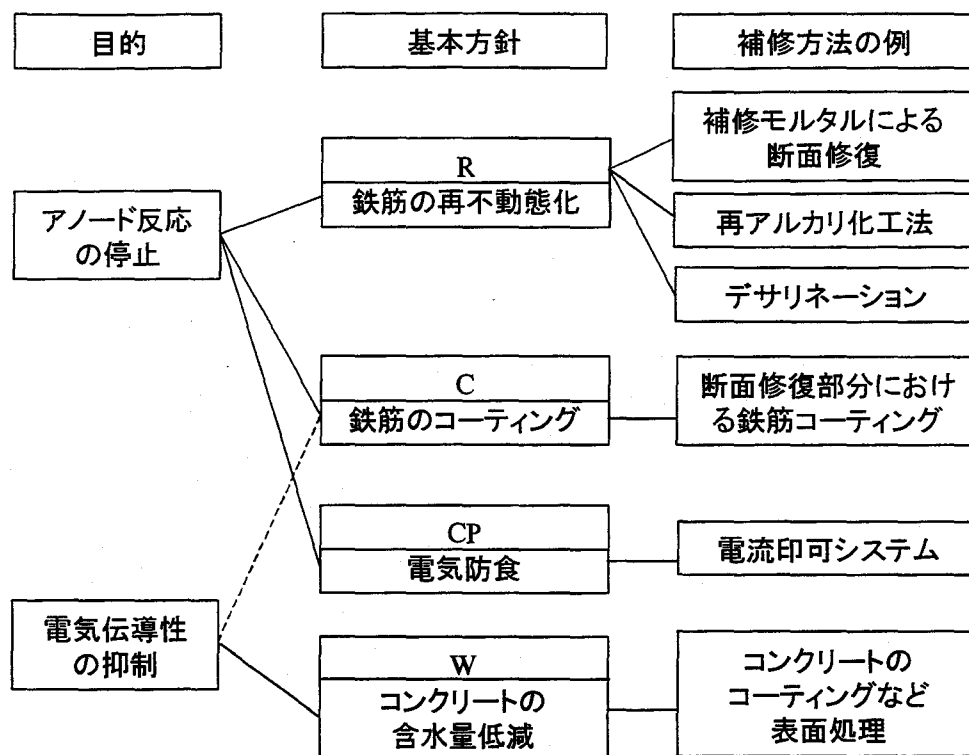 目的
基本方針
補修方法の例
アノード反応
の停止
R
鉄筋の再不動態化
補修モルタルによる
断面修復
再アルカリ化工法
デサリネーション
C
鉄筋のコーティング
断面修復部分におけ
る鉄筋コーティング
CP
電気防食
電流印可システム
電気伝導性
の抑制
W
コンクリートの
含水量低減
コンクリートの
コーティングなど
表面処理